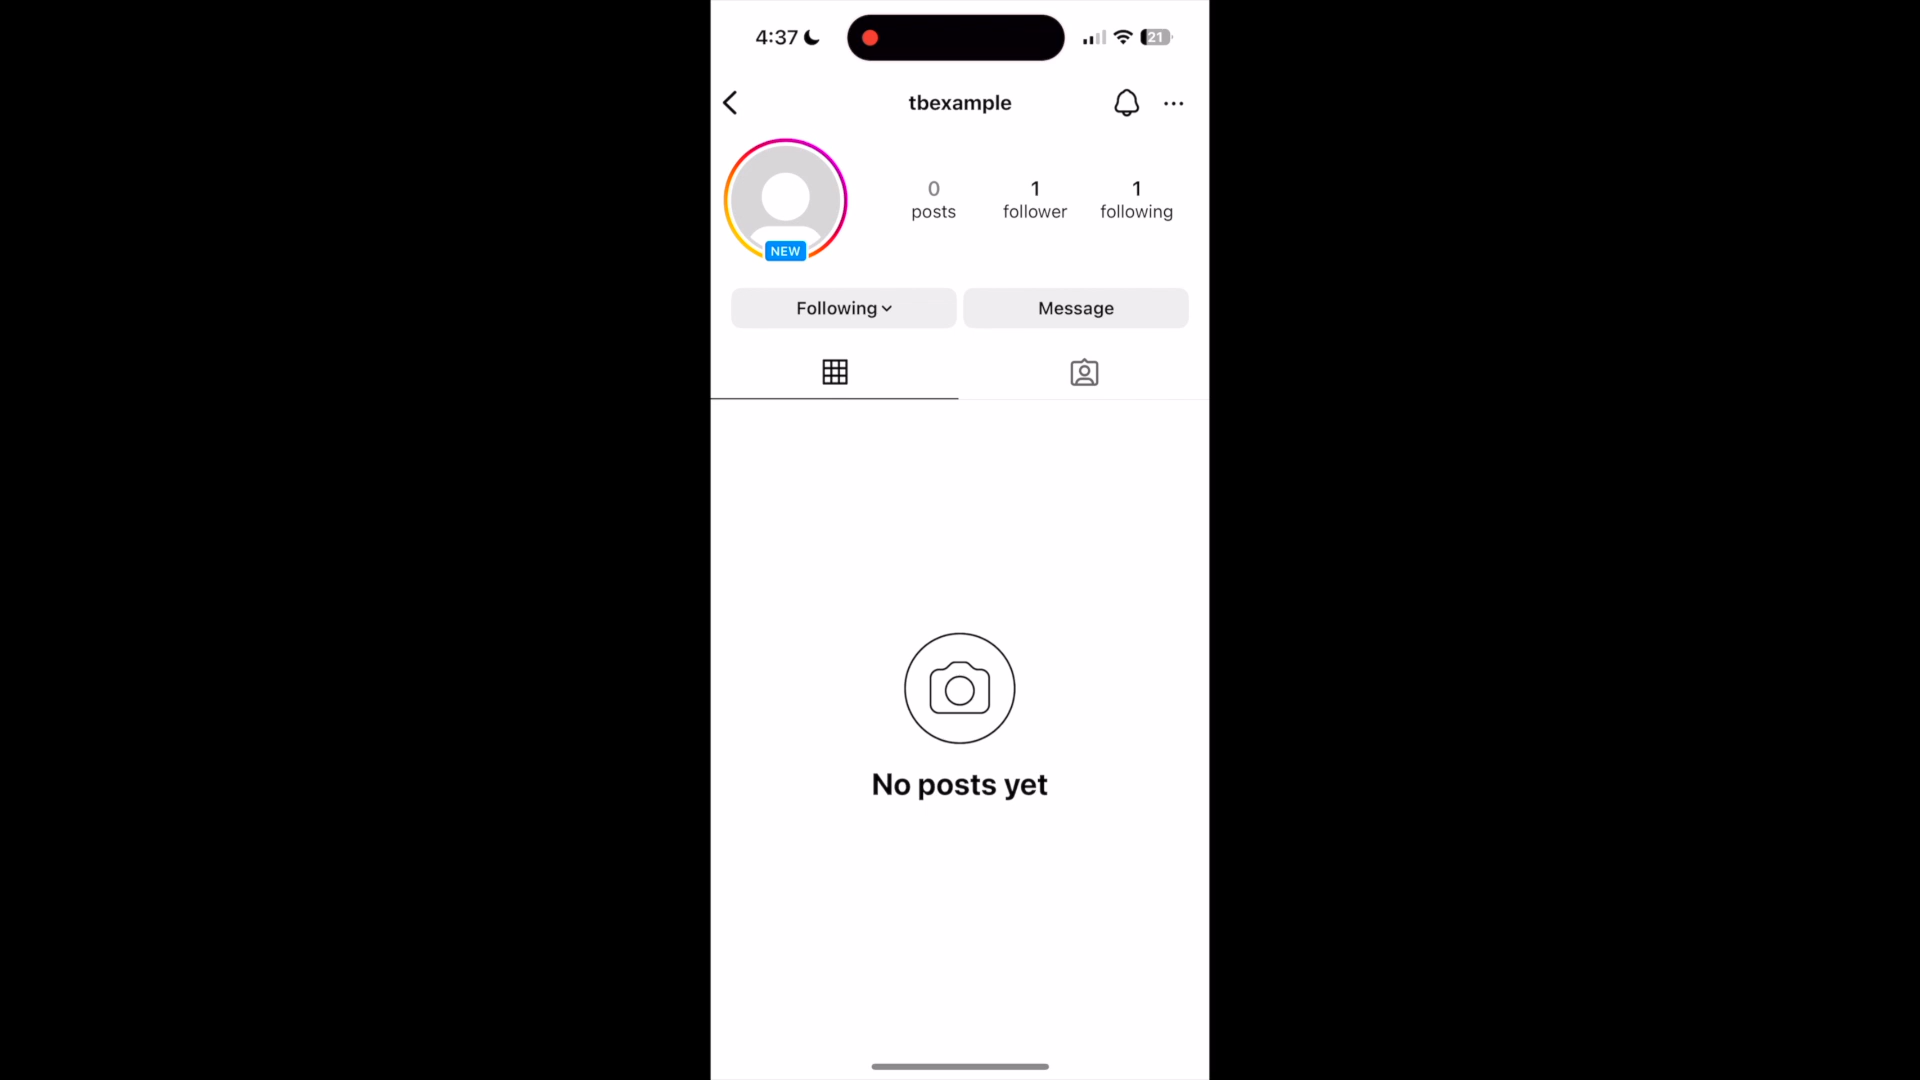 4:37
21
tbexample
0 1 1
posts follower following
NEW
Following Message
No posts yet